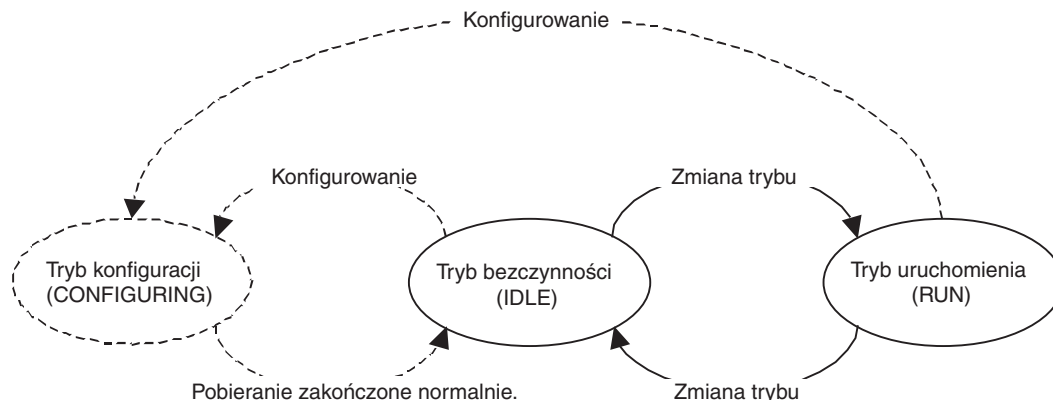 Konfigurowanie
Konfigurowanie
Zmiana trybu
Tryb konfiguracji
(CONFIGURING)
Tryb bezczynności
(IDLE)
Tryb uruchomienia
(RUN)
Pobieranie zakończone normalnie.
Zmiana trybu